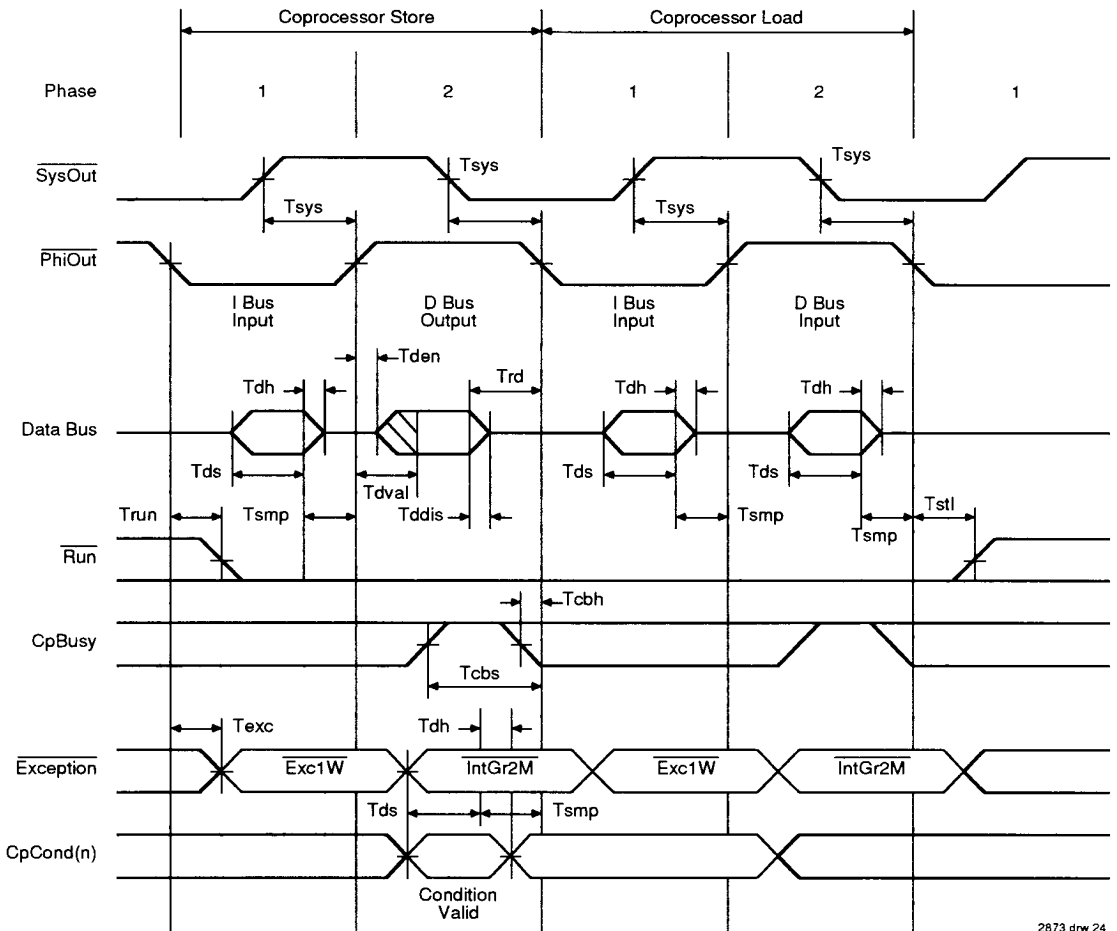 Coprocessor Store Coprocessor Load
Phase 1 2 1 2 1
SysOut Tsys Tsys
Tsys Tsys
PhiOut
I Bus Input D Bus Output I Bus Input D Bus Input
Tden
Tdh Trd Tdh Tdh
Data Bus
Tds Tdval Tds Tds
Trun Tsmp Tddis Tsmp Tsmp Tstl
Run
Tcbh
CpBusy
Tcbs
Texc Tdh
Exception Exc1W IntGr2M Exc1W IntGr2M
Tds Tsmp
CpCond(n)
Condition Valid
2873 drw 24